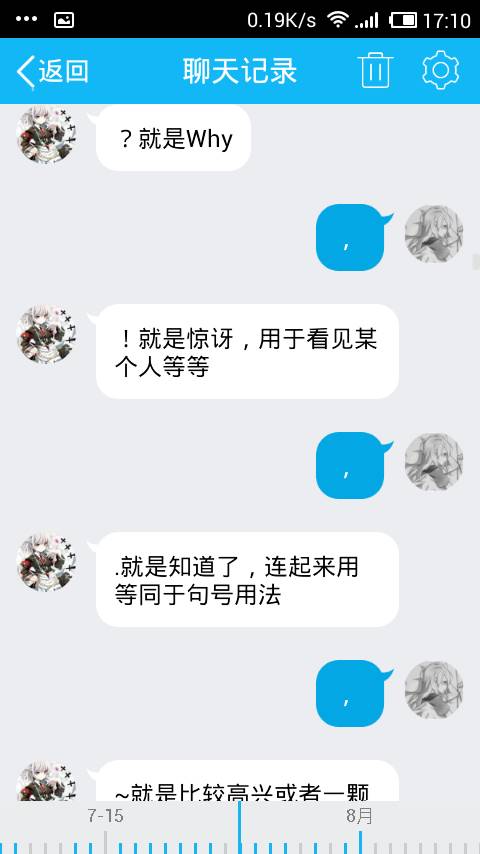 0.19K/s 17:10
返回 聊天记录
？就是Why
，
！就是惊讶，用于看见某
个人等等
，
.就是知道了，连起来用
等同于句号用法
，
~就是比较高兴或者一颗
7-15 8月